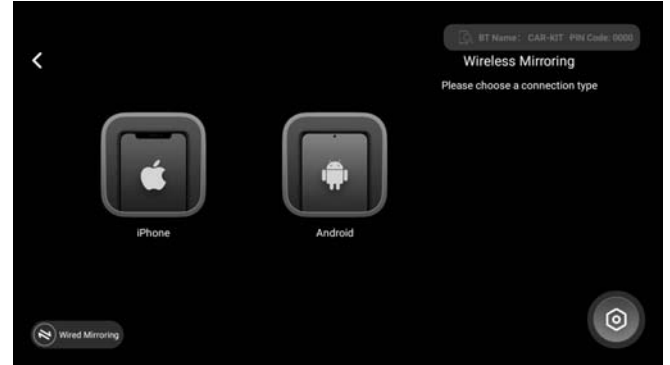 BT Name: CAR-KIT PIN Code: 0000
Wireless Mirroring
Please choose a connection type
iPhone
Android
Wired Mirroring